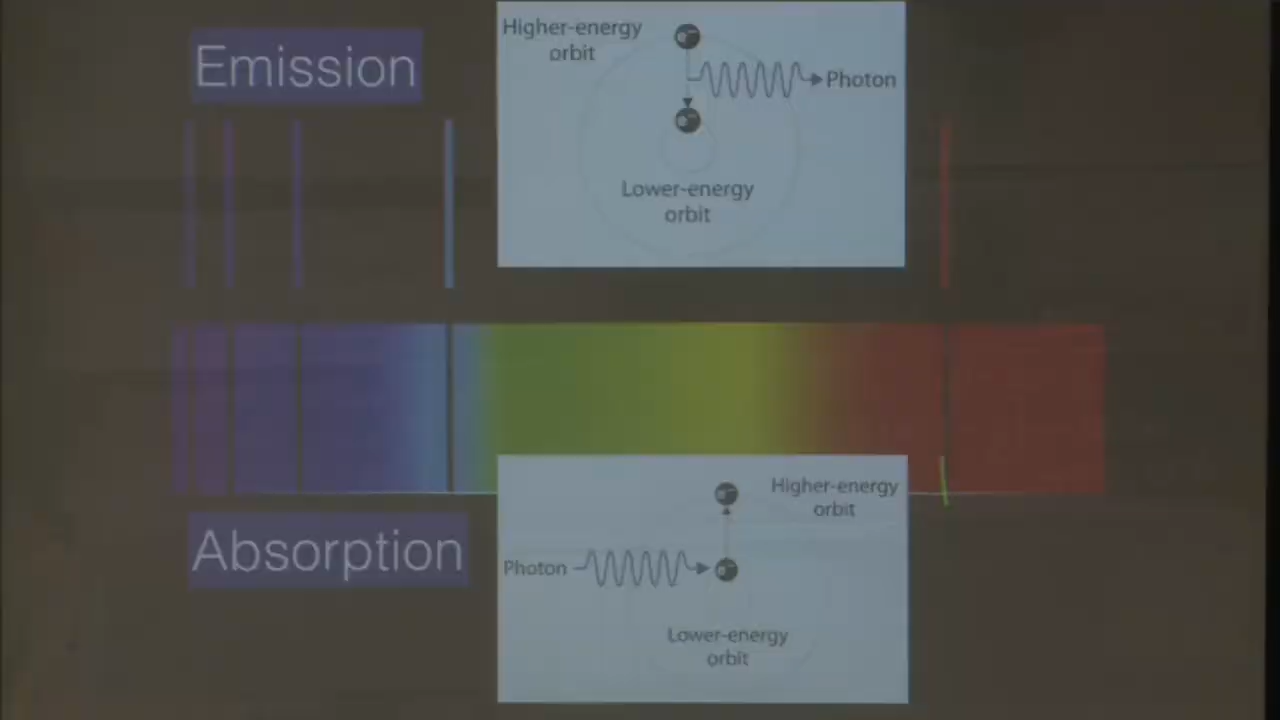 Emission
Higher-energy
orbit
e⁻
Photon
e⁻
Lower-energy
orbit
Absorption
e⁻
Higher-energy
orbit
Photon
e⁻
Lower-energy
orbit